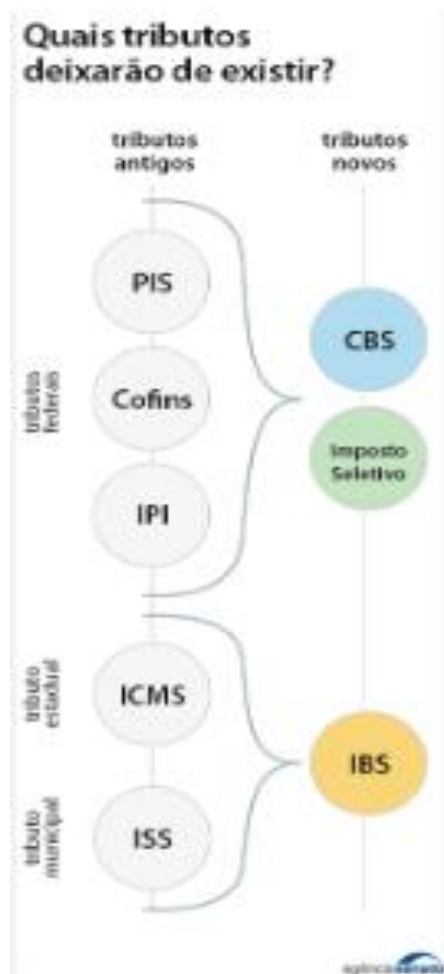 Quais tributos
deixarão de existir?
tributos
antigos
tributos
novos
tributos
federais
PIS
Cofins
IPI
CBS
Imposto
Seletivo
tributo
estadual
ICMS
IBS
tributo
municipal
ISS
agênciasenado